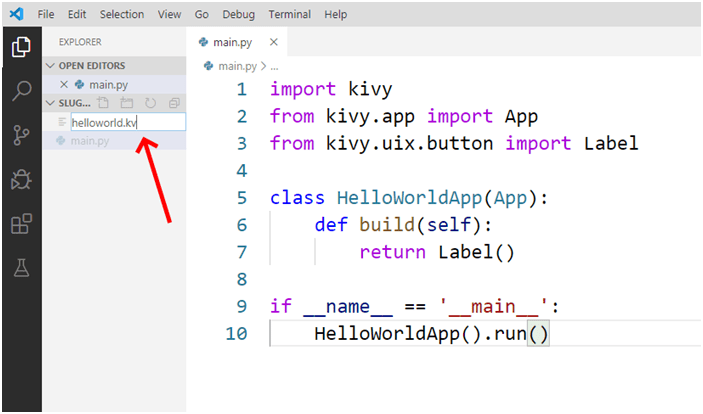 File Edit Selection View Go Debug Terminal Help
EXPLORER
OPEN EDITORS
main.py
SLUG...
helloworld.kv
main.py
main.py
main.py > ...
1 import kivy
2 from kivy.app import App
3 from kivy.uix.button import Label
4
5 class HelloWorldApp(App):
6 def build(self):
7 return Label()
8
9 if __name__ == '__main__':
10 HelloWorldApp().run()